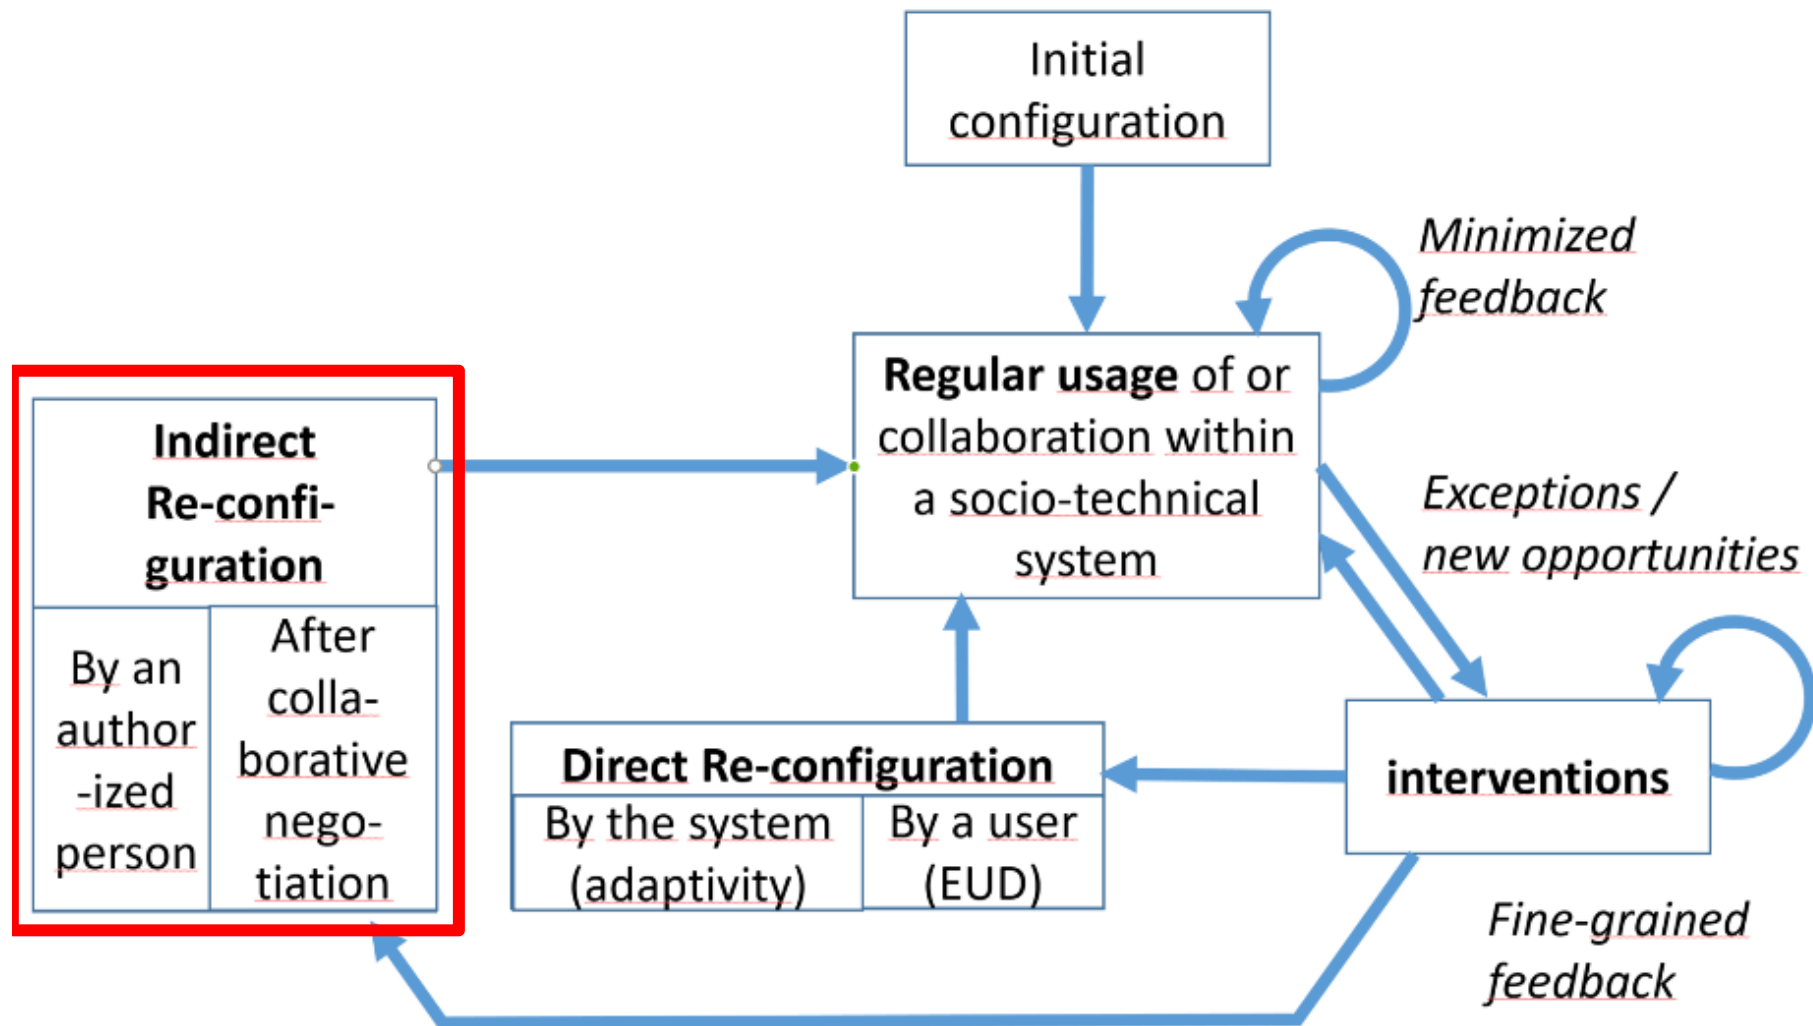 Initial
configuration
Minimized
feedback
Regular usage of or
collaboration within
a socio-technical
system
Exceptions /
new opportunities
Indirect
Re-confi-
guration
By an
author
-ized
person
After
colla-
borative
nego-
tiation
Direct Re-configuration
By the system
(adaptivity)
By a user
(EUD)
interventions
Fine-grained
feedback